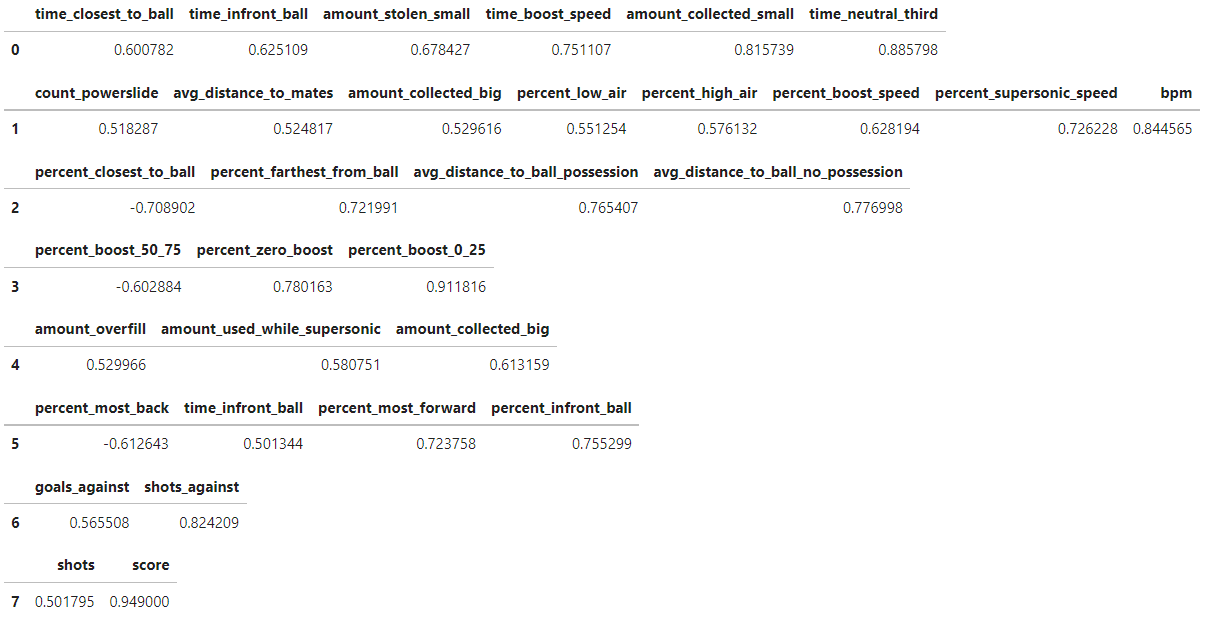 time_closest_to_ball time_infront_ball amount_stolen_small time_boost_speed amount_collected_small time_neutral_third
0 0.600782 0.625109 0.678427 0.751107 0.815739 0.885798
count_powerslide avg_distance_to_mates amount_collected_big percent_low_air percent_high_air percent_boost_speed percent_supersonic_speed bpm
1 0.518287 0.524817 0.529616 0.551254 0.576132 0.628194 0.726228 0.844565
percent_closest_to_ball percent_farthest_from_ball avg_distance_to_ball_possession avg_distance_to_ball_no_possession
2 -0.708902 0.721991 0.765407 0.776998
percent_boost_50_75 percent_zero_boost percent_boost_0_25
3 -0.602884 0.780163 0.911816
amount_overfill amount_used_while_supersonic amount_collected_big
4 0.529966 0.580751 0.613159
percent_most_back time_infront_ball percent_most_forward percent_infront_ball
5 -0.612643 0.501344 0.723758 0.755299
goals_against shots_against
6 0.565508 0.824209
shots score
7 0.501795 0.949000